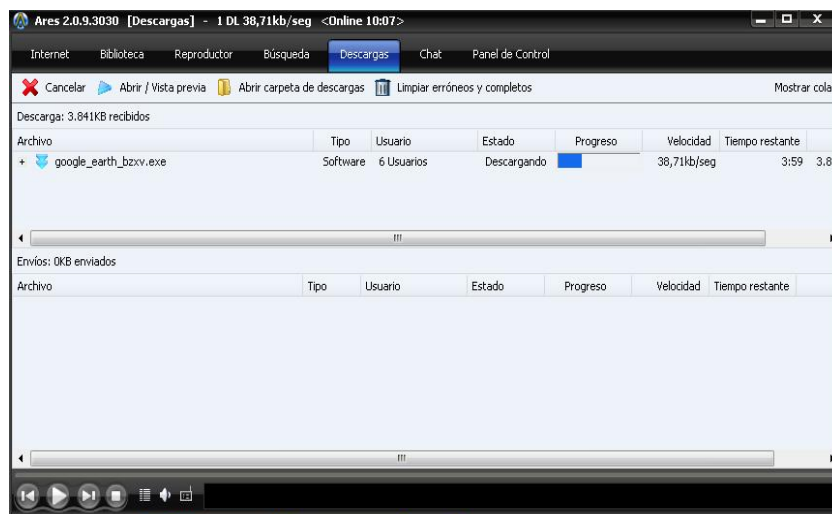 Ares 2.0.9.3030 [Descargas] - 1 DL 38,71kb/seg <Online 10:07>
Internet Biblioteca Reproductor Búsqueda Descargas Chat Panel de Control
Cancelar Abrir / Vista previa Abrir carpeta de descargas Limpiar erróneos y completos Mostrar cola
Descarga: 3.841KB recibidos
Archivo Tipo Usuario Estado Progreso Velocidad Tiempo restante
+ google_earth_bzxv.exe Software 6 Usuarios Descargando 38,71kb/seg 3:59 3.8
Envíos: 0KB enviados
Archivo Tipo Usuario Estado Progreso Velocidad Tiempo restante